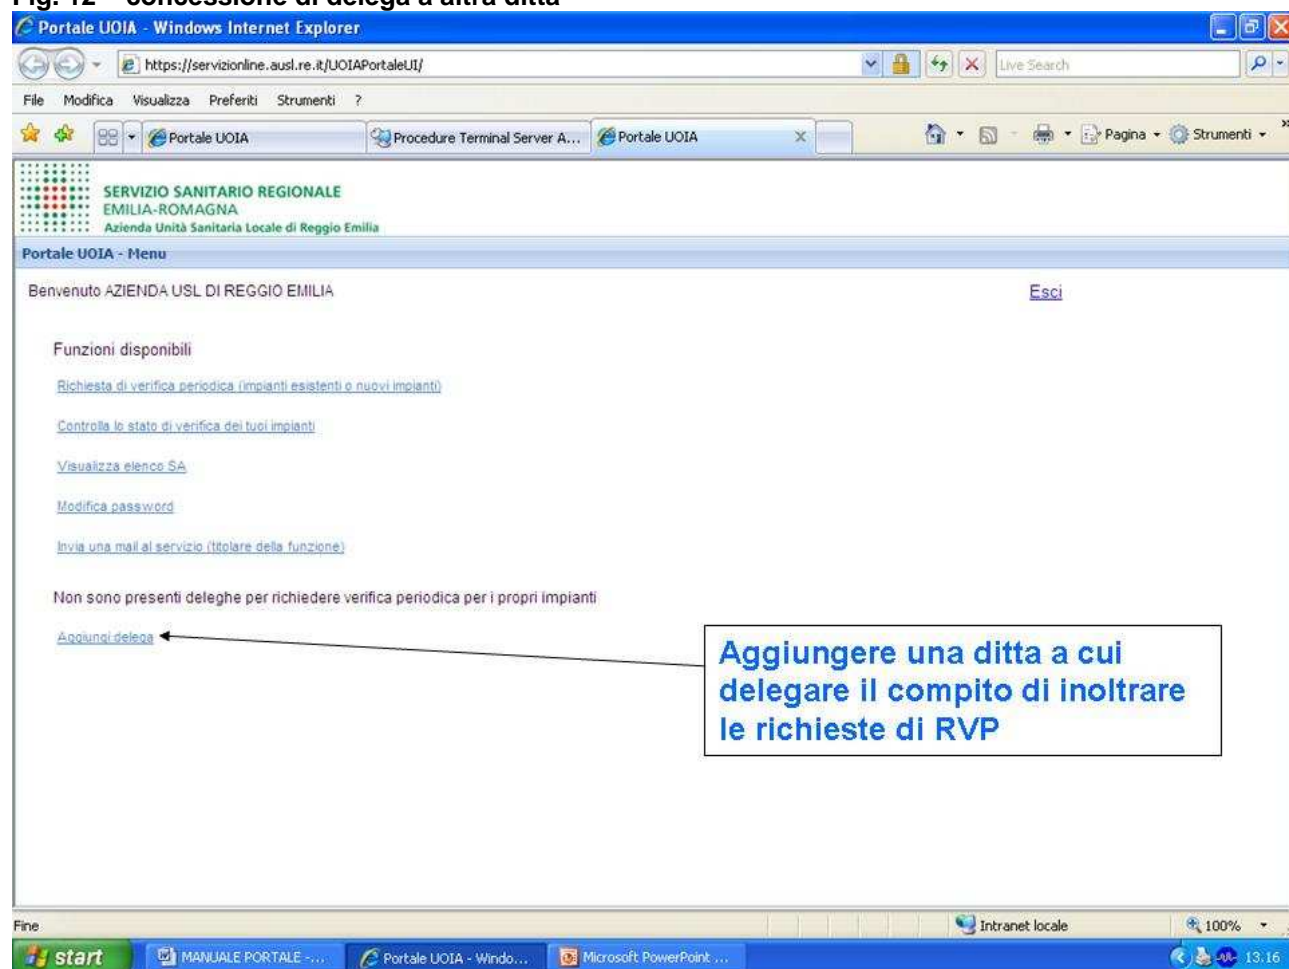 Fig. 12 – concessione di delega a altra ditta
Portale UOIA - Windows Internet Explorer
https://servizionline.ausl.re.it/UOIAPortaleUI/
Live Search
File Modifica Visualizza Preferiti Strumenti ?
Portale UOIA
Procedure Terminal Server A...
Portale UOIA
Pagina
Strumenti
SERVIZIO SANITARIO REGIONALE
EMILIA-ROMAGNA
Azienda Unità Sanitaria Locale di Reggio Emilia
Portale UOIA - Menu
Benvenuto AZIENDA USL DI REGGIO EMILIA
Esci
Funzioni disponibili
Richiesta di verifica periodica (impianti esistenti o nuovi impianti)
Controlla lo stato di verifica dei tuoi impianti
Visualizza elenco SA
Modifica password
Invia una mail al servizio (titolare della funzione)
Non sono presenti deleghe per richiedere verifica periodica per i propri impianti
Aggiungi delega
Aggiungere una ditta a cui
delegare il compito di inoltrare
le richieste di RVP
Fine
Intranet locale
100%
start
MANUALE PORTALE -...
Portale UOIA - Windo...
Microsoft PowerPoint ...
13.16